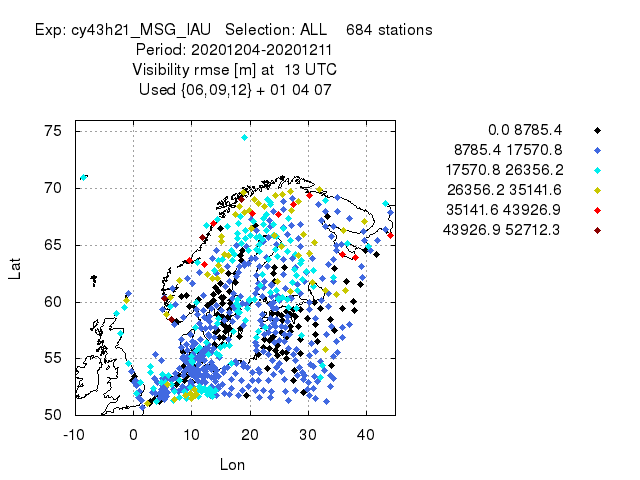 Exp: cy43h21_MSG_IAU   Selection: ALL    684 stations
Period: 20201204-20201211
Visibility rmse [m] at  13 UTC
Used {06,09,12} + 01 04 07
0.0 8785.4
8785.4 17570.8
17570.8 26356.2
26356.2 35141.6
35141.6 43926.9
43926.9 52712.3
75
70
65
60
55
50
Lat
-10 0 10 20 30 40
Lon